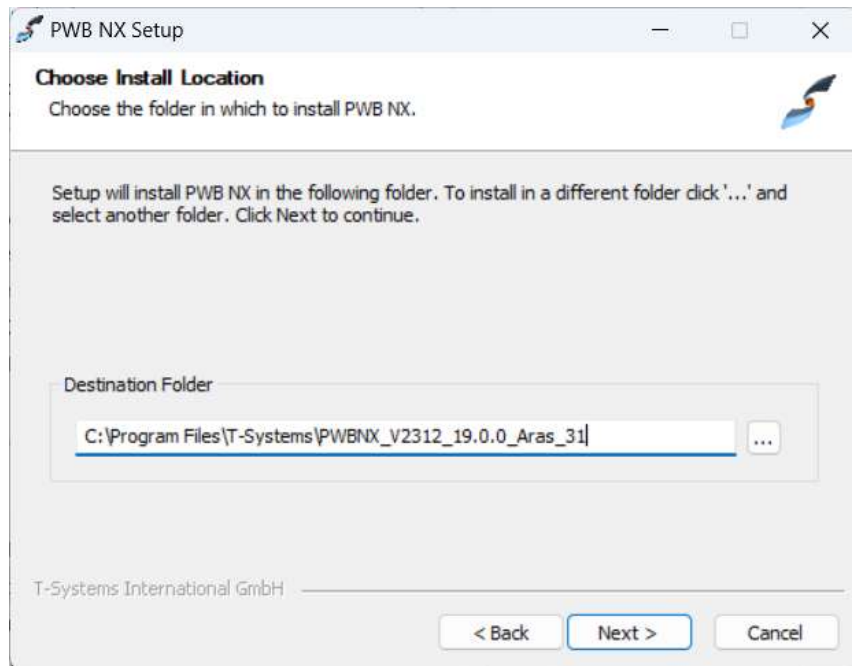 PWB NX Setup
Choose Install Location
Choose the folder in which to install PWB NX.
Setup will install PWB NX in the following folder. To install in a different folder click '...' and
select another folder. Click Next to continue.
Destination Folder
C:\Program Files\T-Systems\PWBNX_V2312_19.0.0_Aras_31
...
T-Systems International GmbH
< Back
Next >
Cancel